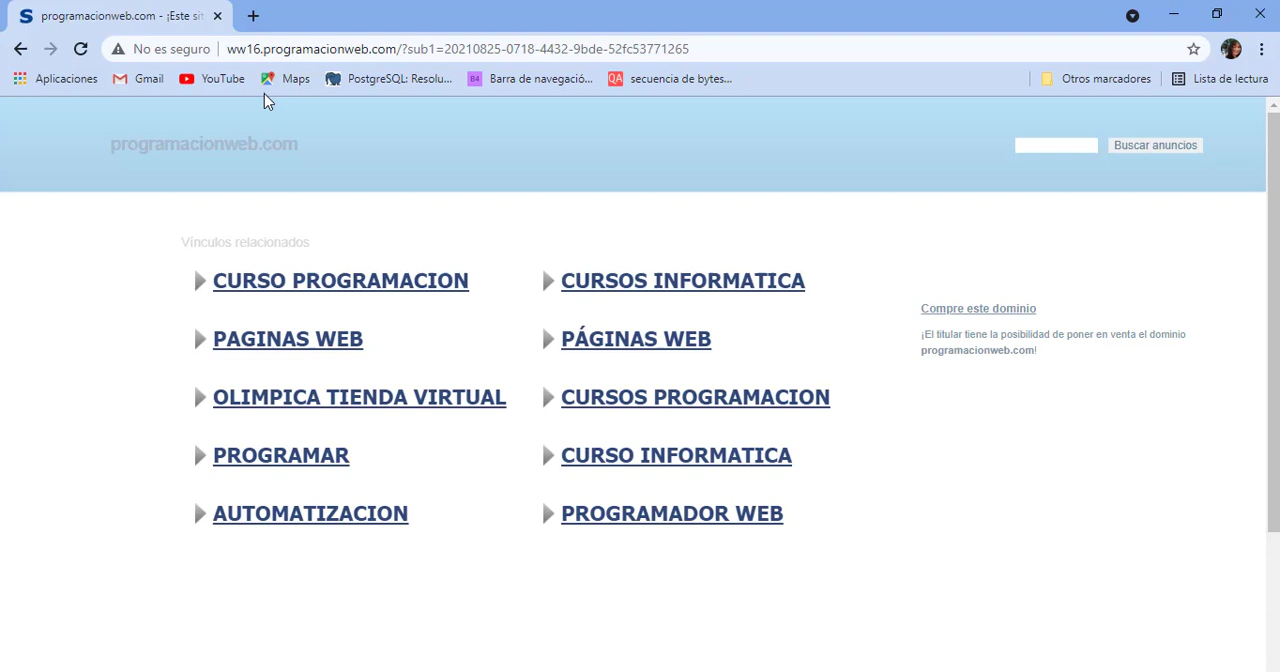 programacionweb.com - ¡Este sit
No es seguro
ww16.programacionweb.com/?sub1=20210825-0718-4432-9bde-52fc53771265
Aplicaciones
Gmail
YouTube
Maps
PostgreSQL: Resolu...
B4
Barra de navegació...
QA
secuencia de bytes...
Otros marcadores
Lista de lectura
programacionweb.com
Buscar anuncios
Vínculos relacionados
CURSO PROGRAMACION
CURSOS INFORMATICA
PAGINAS WEB
PÁGINAS WEB
OLIMPICA TIENDA VIRTUAL
CURSOS PROGRAMACION
PROGRAMAR
CURSO INFORMATICA
AUTOMATIZACION
PROGRAMADOR WEB
Compre este dominio
¡El titular tiene la posibilidad de poner en venta el dominio
programacionweb.com!